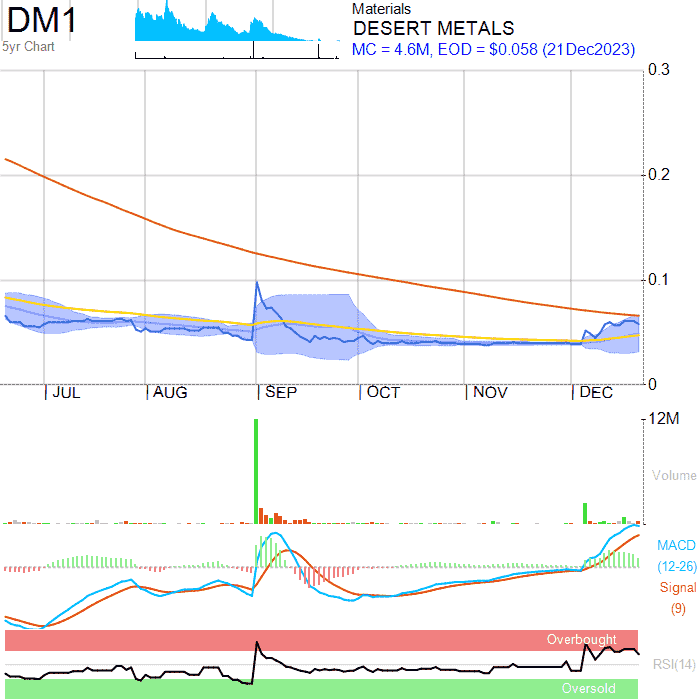 DM1
5yr Chart
Materials
DESERT METALS
MC = 4.6M, EOD = $0.058 (21Dec2023)
0.3
0.2
0.1
0
JUL AUG SEP OCT NOV DEC
12M
Volume
MACD
(12-26)
Signal
(9)
Overbought
RSI(14)
Oversold